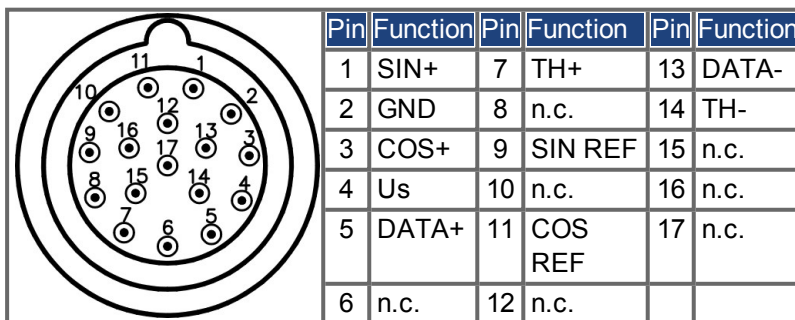 11 1
10 12 2
9 16 13 3
17
8 15 14 4
7 6 5
Pin Function Pin Function Pin Function
1 SIN+ 7 TH+ 13 DATA-
2 GND 8 n.c. 14 TH-
3 COS+ 9 SIN REF 15 n.c.
4 Us 10 n.c. 16 n.c.
5 DATA+ 11 COS REF 17 n.c.
6 n.c. 12 n.c.